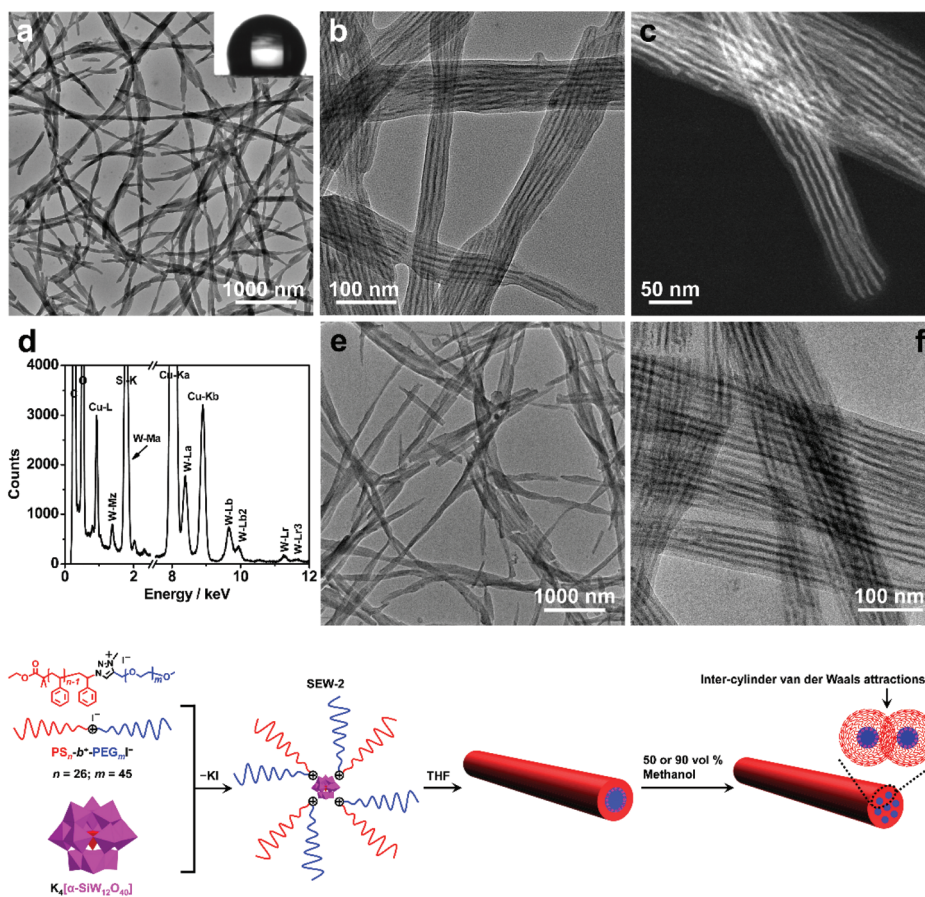 a
b
c
1000 nm
100 nm
50 nm
d
e
f
4000
3000
2000
1000
0
Counts
C
O
Cu-L
W-Mz
Si-K
W-Ma
Cu-Ka
W-La
Cu-Kb
W-Lb
W-Lb2
W-Lr
W-Lr3
0 2 8 10 12
Energy / keV
1000 nm
100 nm
O
O
n-1
N=N
N
+
I⁻
O
m
O
I⁻
PSₙ-b⁺-PEGₘI⁻
n = 26; m = 45
K₄[α-SiW₁₂O₄₀]
−KI
SEW-2
THF
50 or 90 vol %
Methanol
Inter-cylinder van der Waals attractions